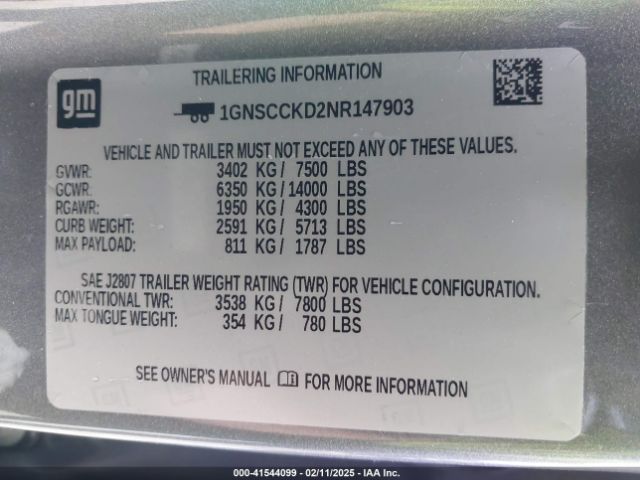 gm
TRAILERING INFORMATION
1GNSCCKD2NR147903
VEHICLE AND TRAILER MUST NOT EXCEED ANY OF THESE VALUES.
GVWR: 3402 KG / 7500 LBS
GCWR: 6350 KG / 14000 LBS
RGAWR: 1950 KG / 4300 LBS
CURB WEIGHT: 2591 KG / 5713 LBS
MAX PAYLOAD: 811 KG / 1787 LBS
SAE J2807 TRAILER WEIGHT RATING (TWR) FOR VEHICLE CONFIGURATION.
CONVENTIONAL TWR: 3538 KG / 7800 LBS
MAX TONGUE WEIGHT: 354 KG / 780 LBS
SEE OWNER'S MANUAL FOR MORE INFORMATION
000-41544099 - 02/11/2025 - IAA Inc.